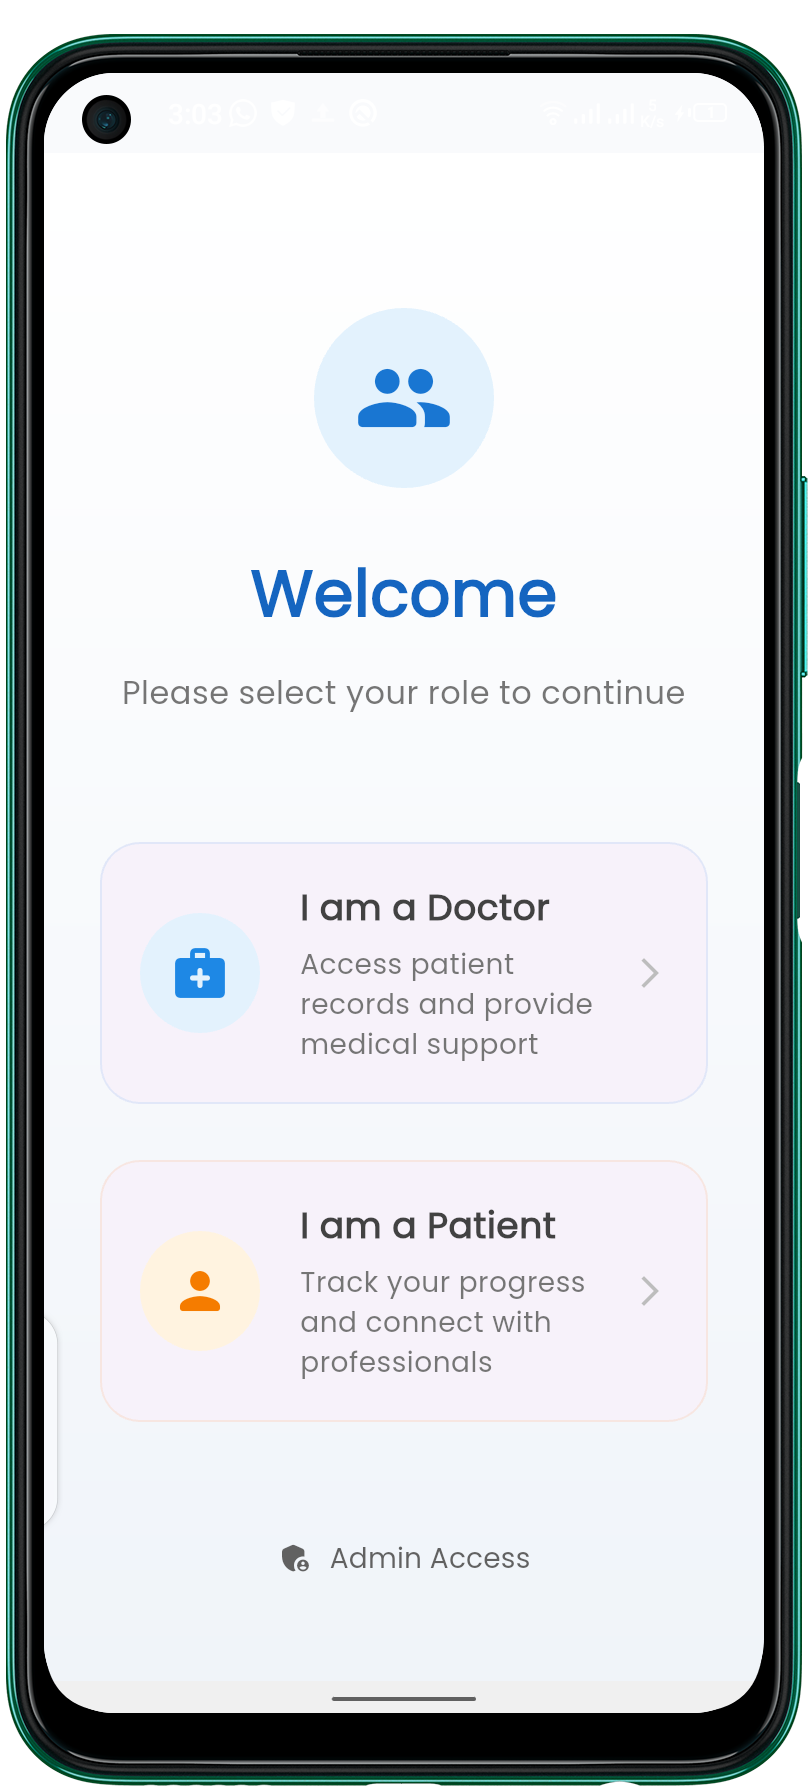 3:03
Welcome
Please select your role to continue
I am a Doctor
Access patient
records and provide
medical support
I am a Patient
Track your progress
and connect with
professionals
Admin Access